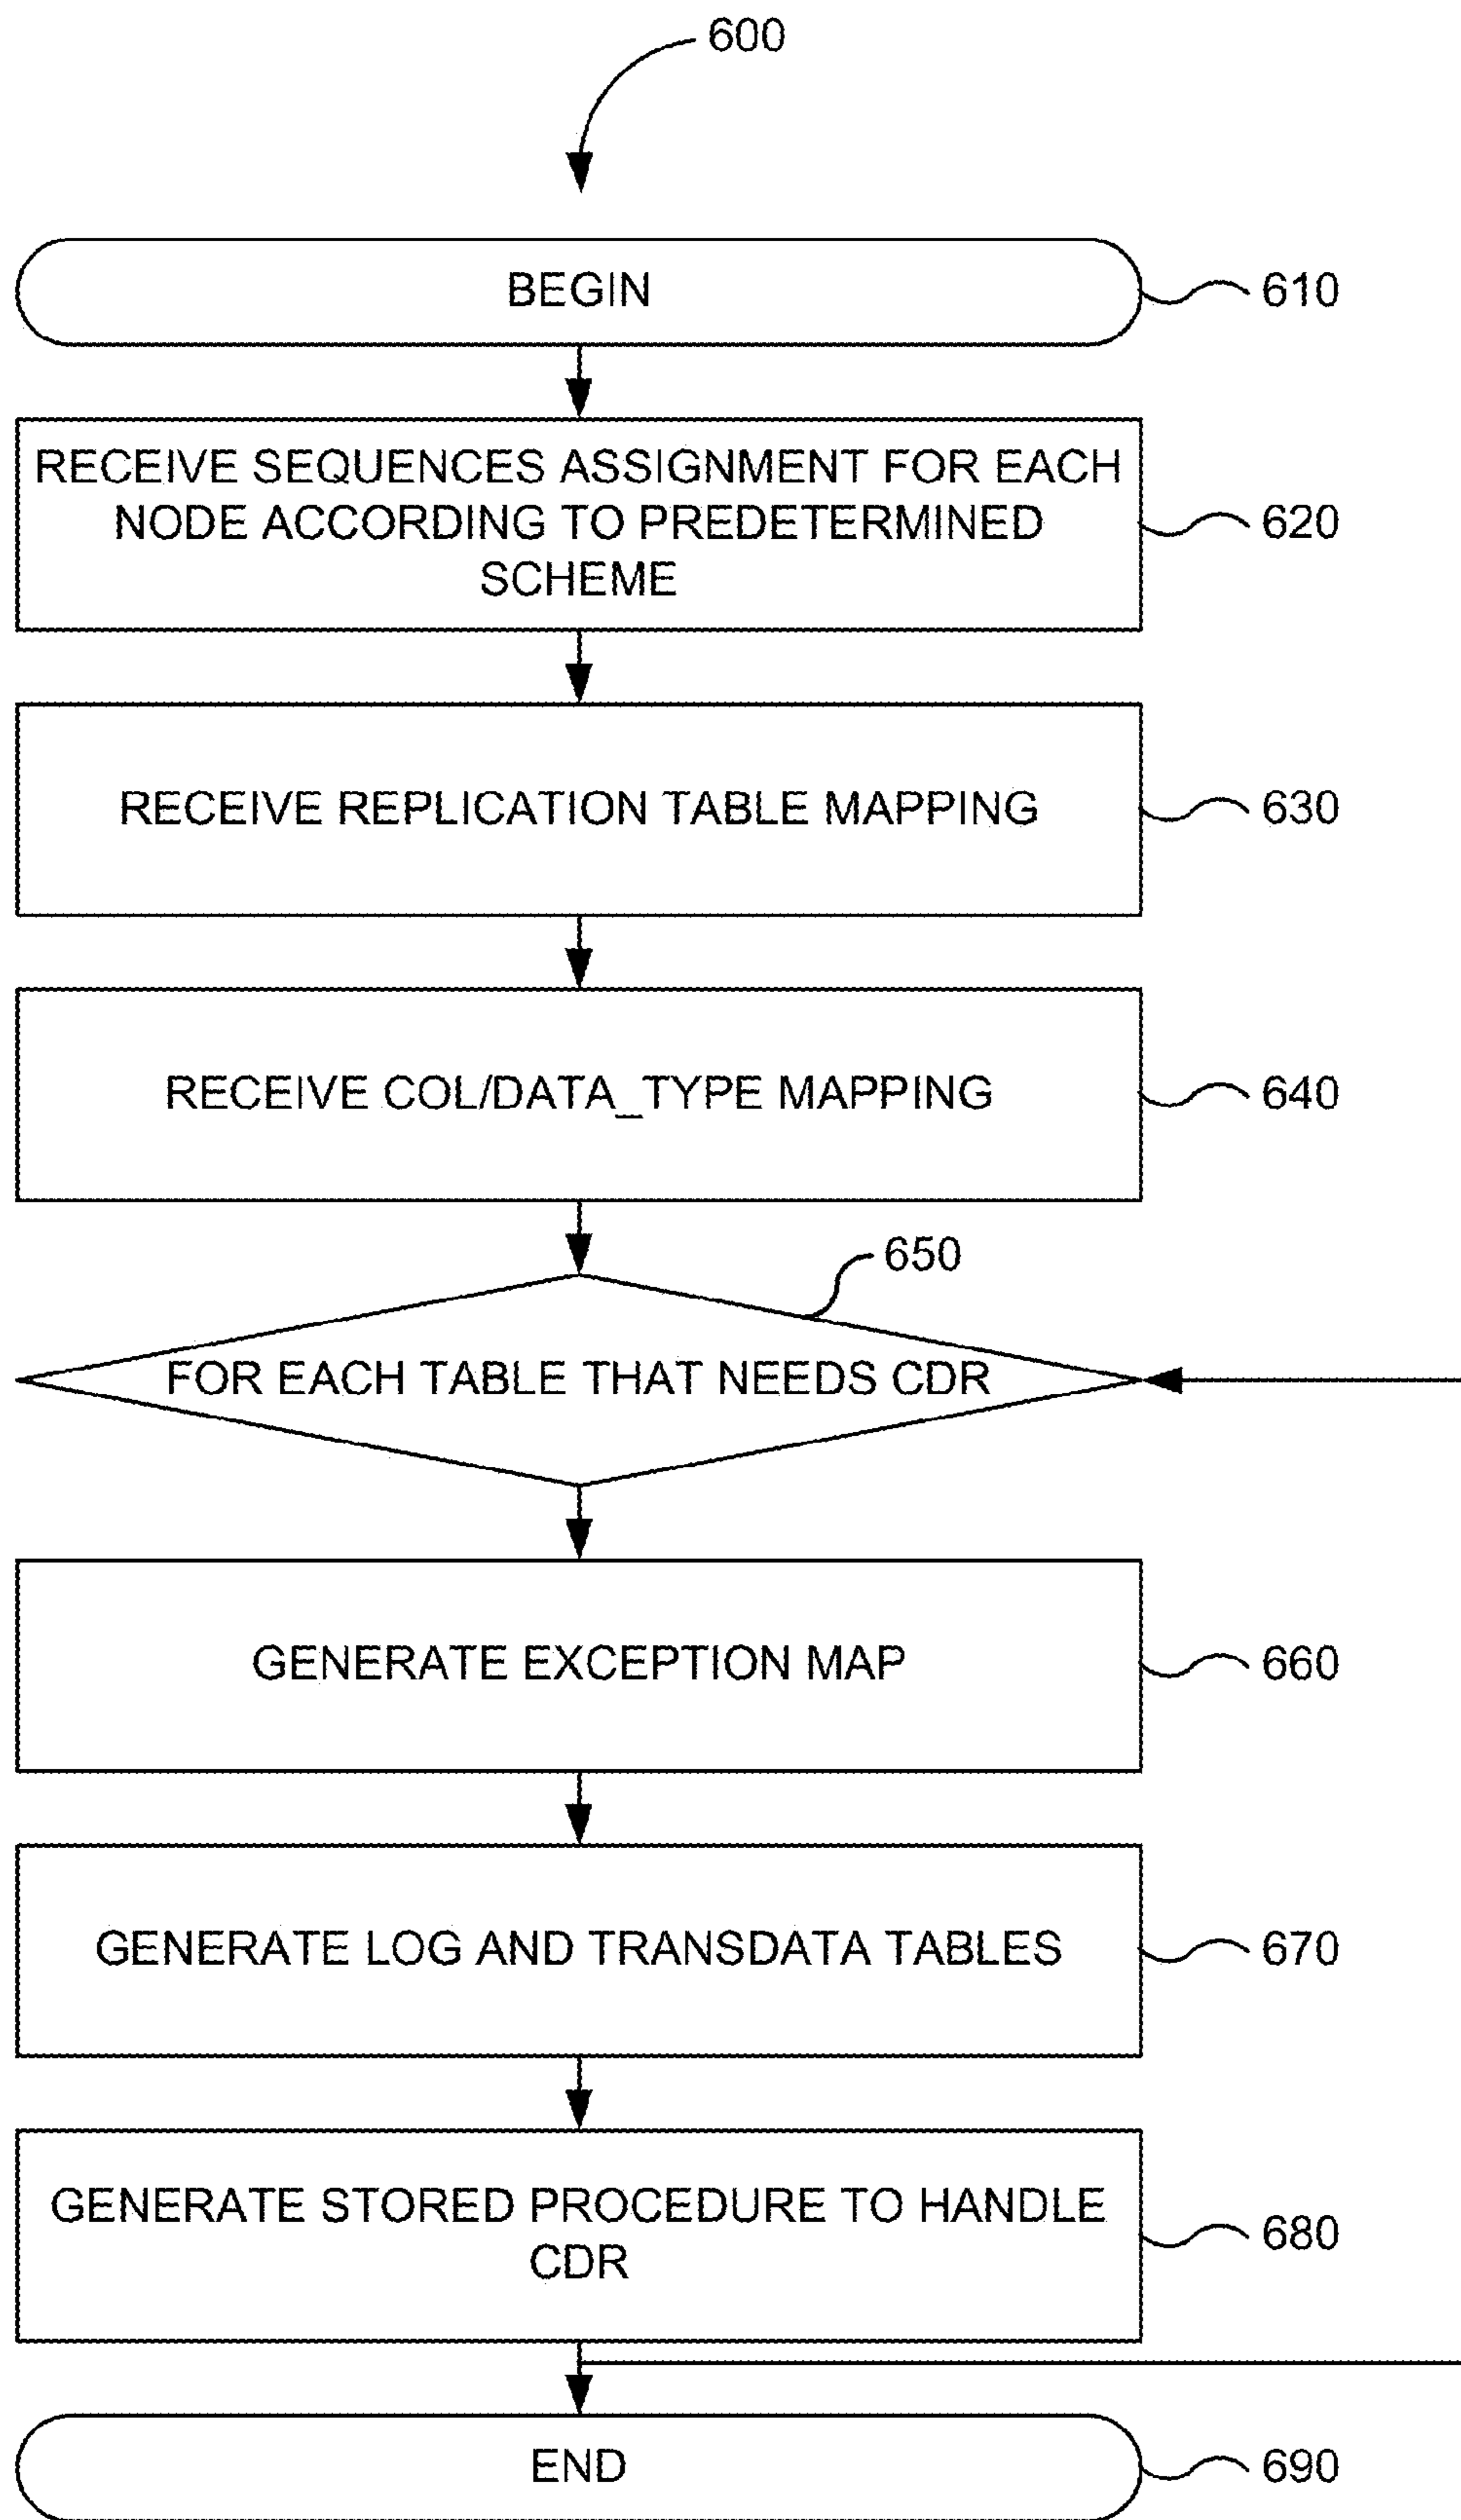 600
BEGIN
610
RECEIVE SEQUENCES ASSIGNMENT FOR EACH
NODE ACCORDING TO PREDETERMINED
SCHEME
620
RECEIVE REPLICATION TABLE MAPPING
630
RECEIVE COL/DATA_TYPE MAPPING
640
650
FOR EACH TABLE THAT NEEDS CDR
GENERATE EXCEPTION MAP
660
GENERATE LOG AND TRANSDATA TABLES
670
GENERATE STORED PROCEDURE TO HANDLE
CDR
680
END
690